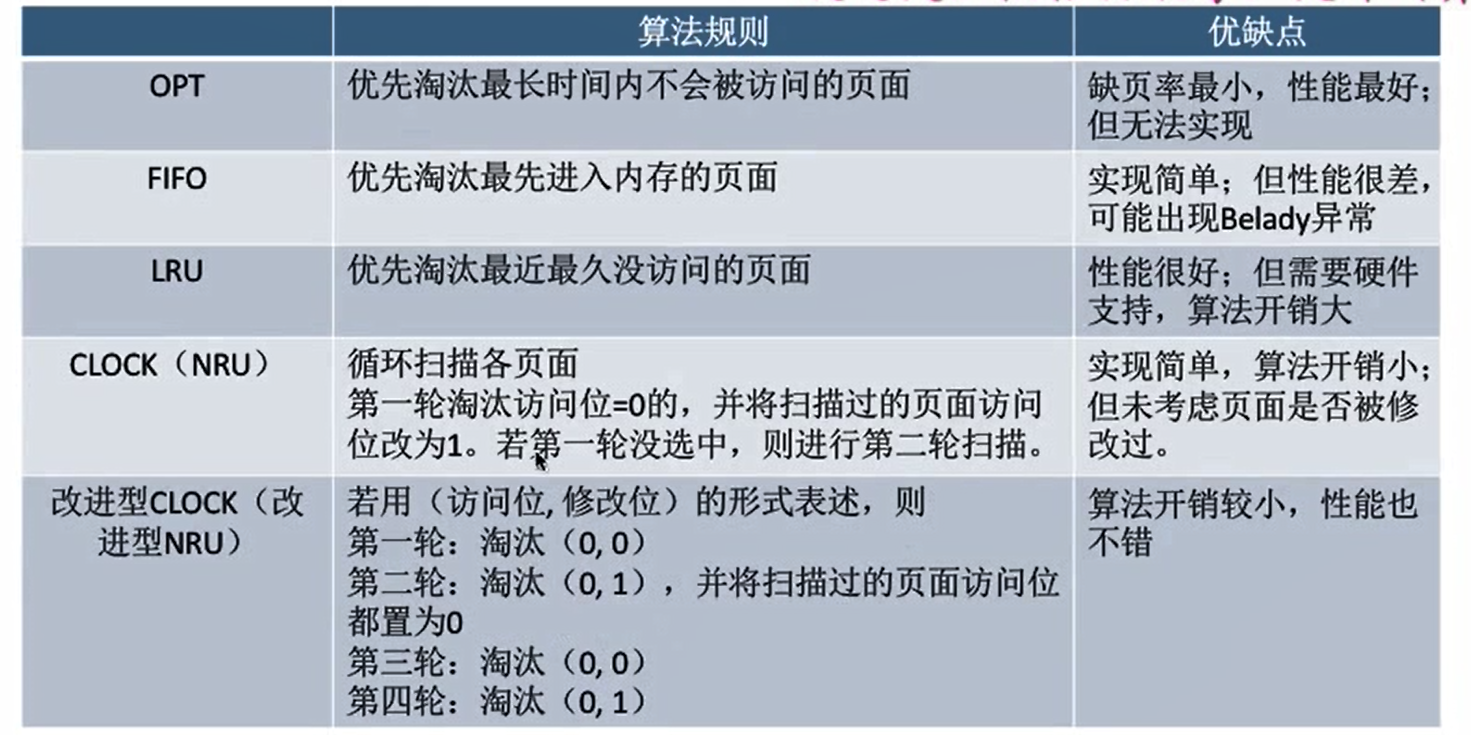 算法规则
优缺点
OPT
优先淘汰最长时间内不会被访问的页面
缺页率最小，性能最好；
但无法实现
FIFO
优先淘汰最先进入内存的页面
实现简单；但性能很差，
可能出现Belady异常
LRU
优先淘汰最近最久没访问的页面
性能很好；但需要硬件
支持，算法开销大
CLOCK（NRU）
循环扫描各页面
第一轮淘汰访问位=0的，并将扫描过的页面访问
位改为1。若第一轮没选中，则进行第二轮扫描。
实现简单，算法开销小；
但未考虑页面是否被修
改过。
改进型CLOCK（改
进型NRU）
若用（访问位, 修改位）的形式表述，则
第一轮：淘汰（0, 0）
第二轮：淘汰（0, 1），并将扫描过的页面访问位
都置为0
第三轮：淘汰（0, 0）
第四轮：淘汰（0, 1）
算法开销较小，性能也
不错